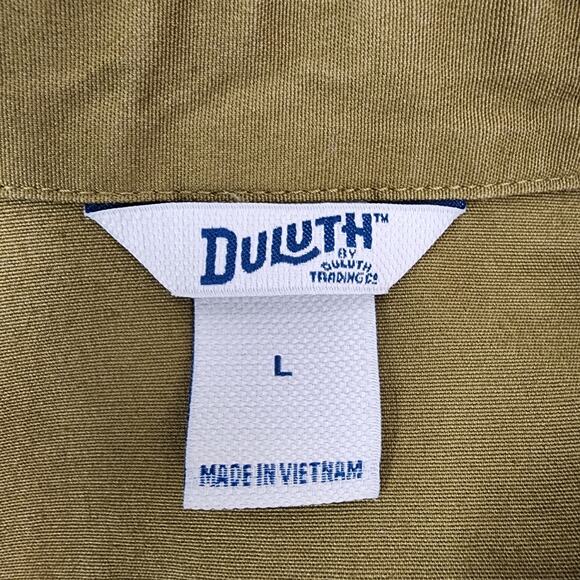 DULUTH™
BY
DULUTH
TRADING Co
L
MADE IN VIETNAM